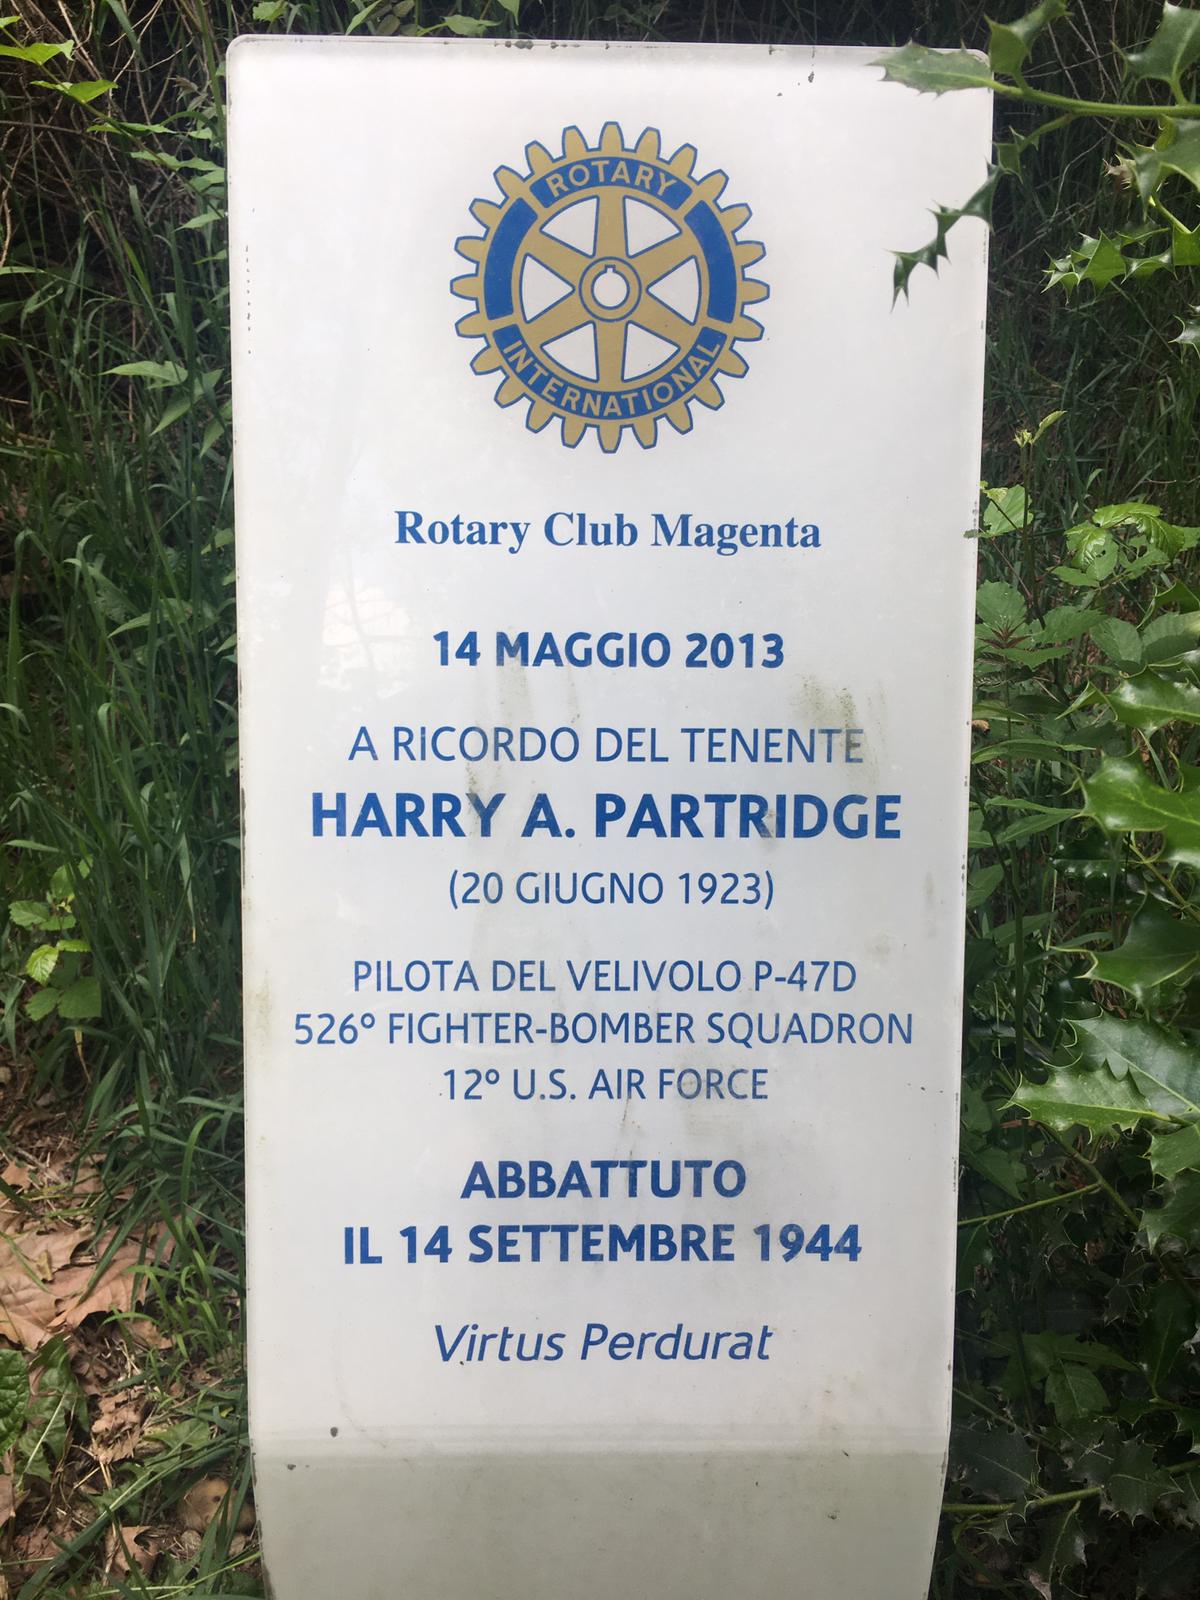 ROTARY
INTERNATIONAL
Rotary Club Magenta
14 MAGGIO 2013
A RICORDO DEL TENENTE
HARRY A. PARTRIDGE
(20 GIUGNO 1923)
PILOTA DEL VELIVOLO P-47D
526° FIGHTER-BOMBER SQUADRON
12° U.S. AIR FORCE
ABBATTUTO
IL 14 SETTEMBRE 1944
Virtus Perdurat